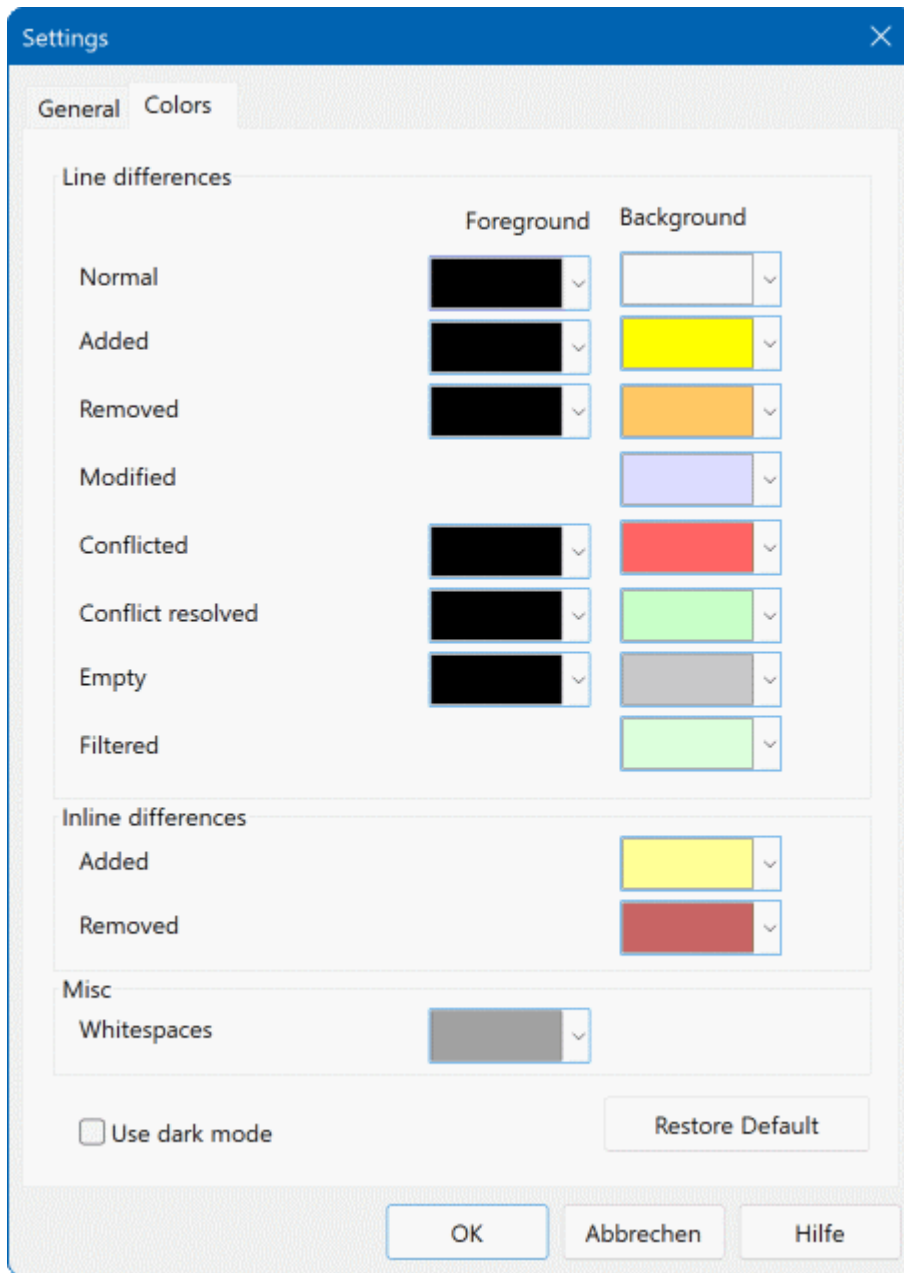 Settings
General Colors
Line differences
Foreground Background
Normal
Added
Removed
Modified
Conflicted
Conflict resolved
Empty
Filtered
Inline differences
Added
Removed
Misc
Whitespaces
Use dark mode Restore Default
OK Abbrechen Hilfe